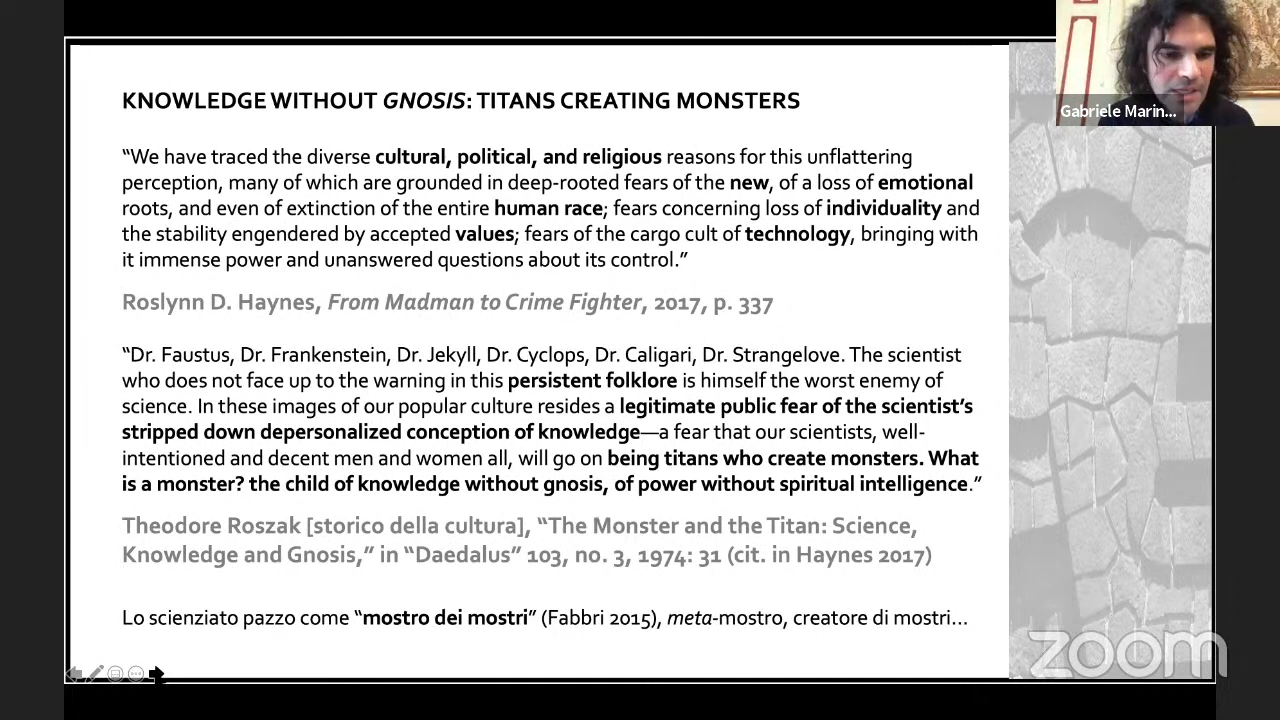 KNOWLEDGE WITHOUT GNOSIS: TITANS CREATING MONSTERS
Gabriele Marin...
“We have traced the diverse cultural, political, and religious reasons for this unflattering
perception, many of which are grounded in deep-rooted fears of the new, of a loss of emotional
roots, and even of extinction of the entire human race; fears concerning loss of individuality and
the stability engendered by accepted values; fears of the cargo cult of technology, bringing with
it immense power and unanswered questions about its control.”
Roslynn D. Haynes, From Madman to Crime Fighter, 2017, p. 337
“Dr. Faustus, Dr. Frankenstein, Dr. Jekyll, Dr. Cyclops, Dr. Caligari, Dr. Strangelove. The scientist
who does not face up to the warning in this persistent folklore is himself the worst enemy of
science. In these images of our popular culture resides a legitimate public fear of the scientist’s
stripped down depersonalized conception of knowledge—a fear that our scientists, well-
intentioned and decent men and women all, will go on being titans who create monsters. What
is a monster? the child of knowledge without gnosis, of power without spiritual intelligence.”
Theodore Roszak [storico della cultura], “The Monster and the Titan: Science,
Knowledge and Gnosis,” in “Daedalus” 103, no. 3, 1974: 31 (cit. in Haynes 2017)
Lo scienziato pazzo come “mostro dei mostri” (Fabbri 2015), meta-mostro, creatore di mostri…
zoom